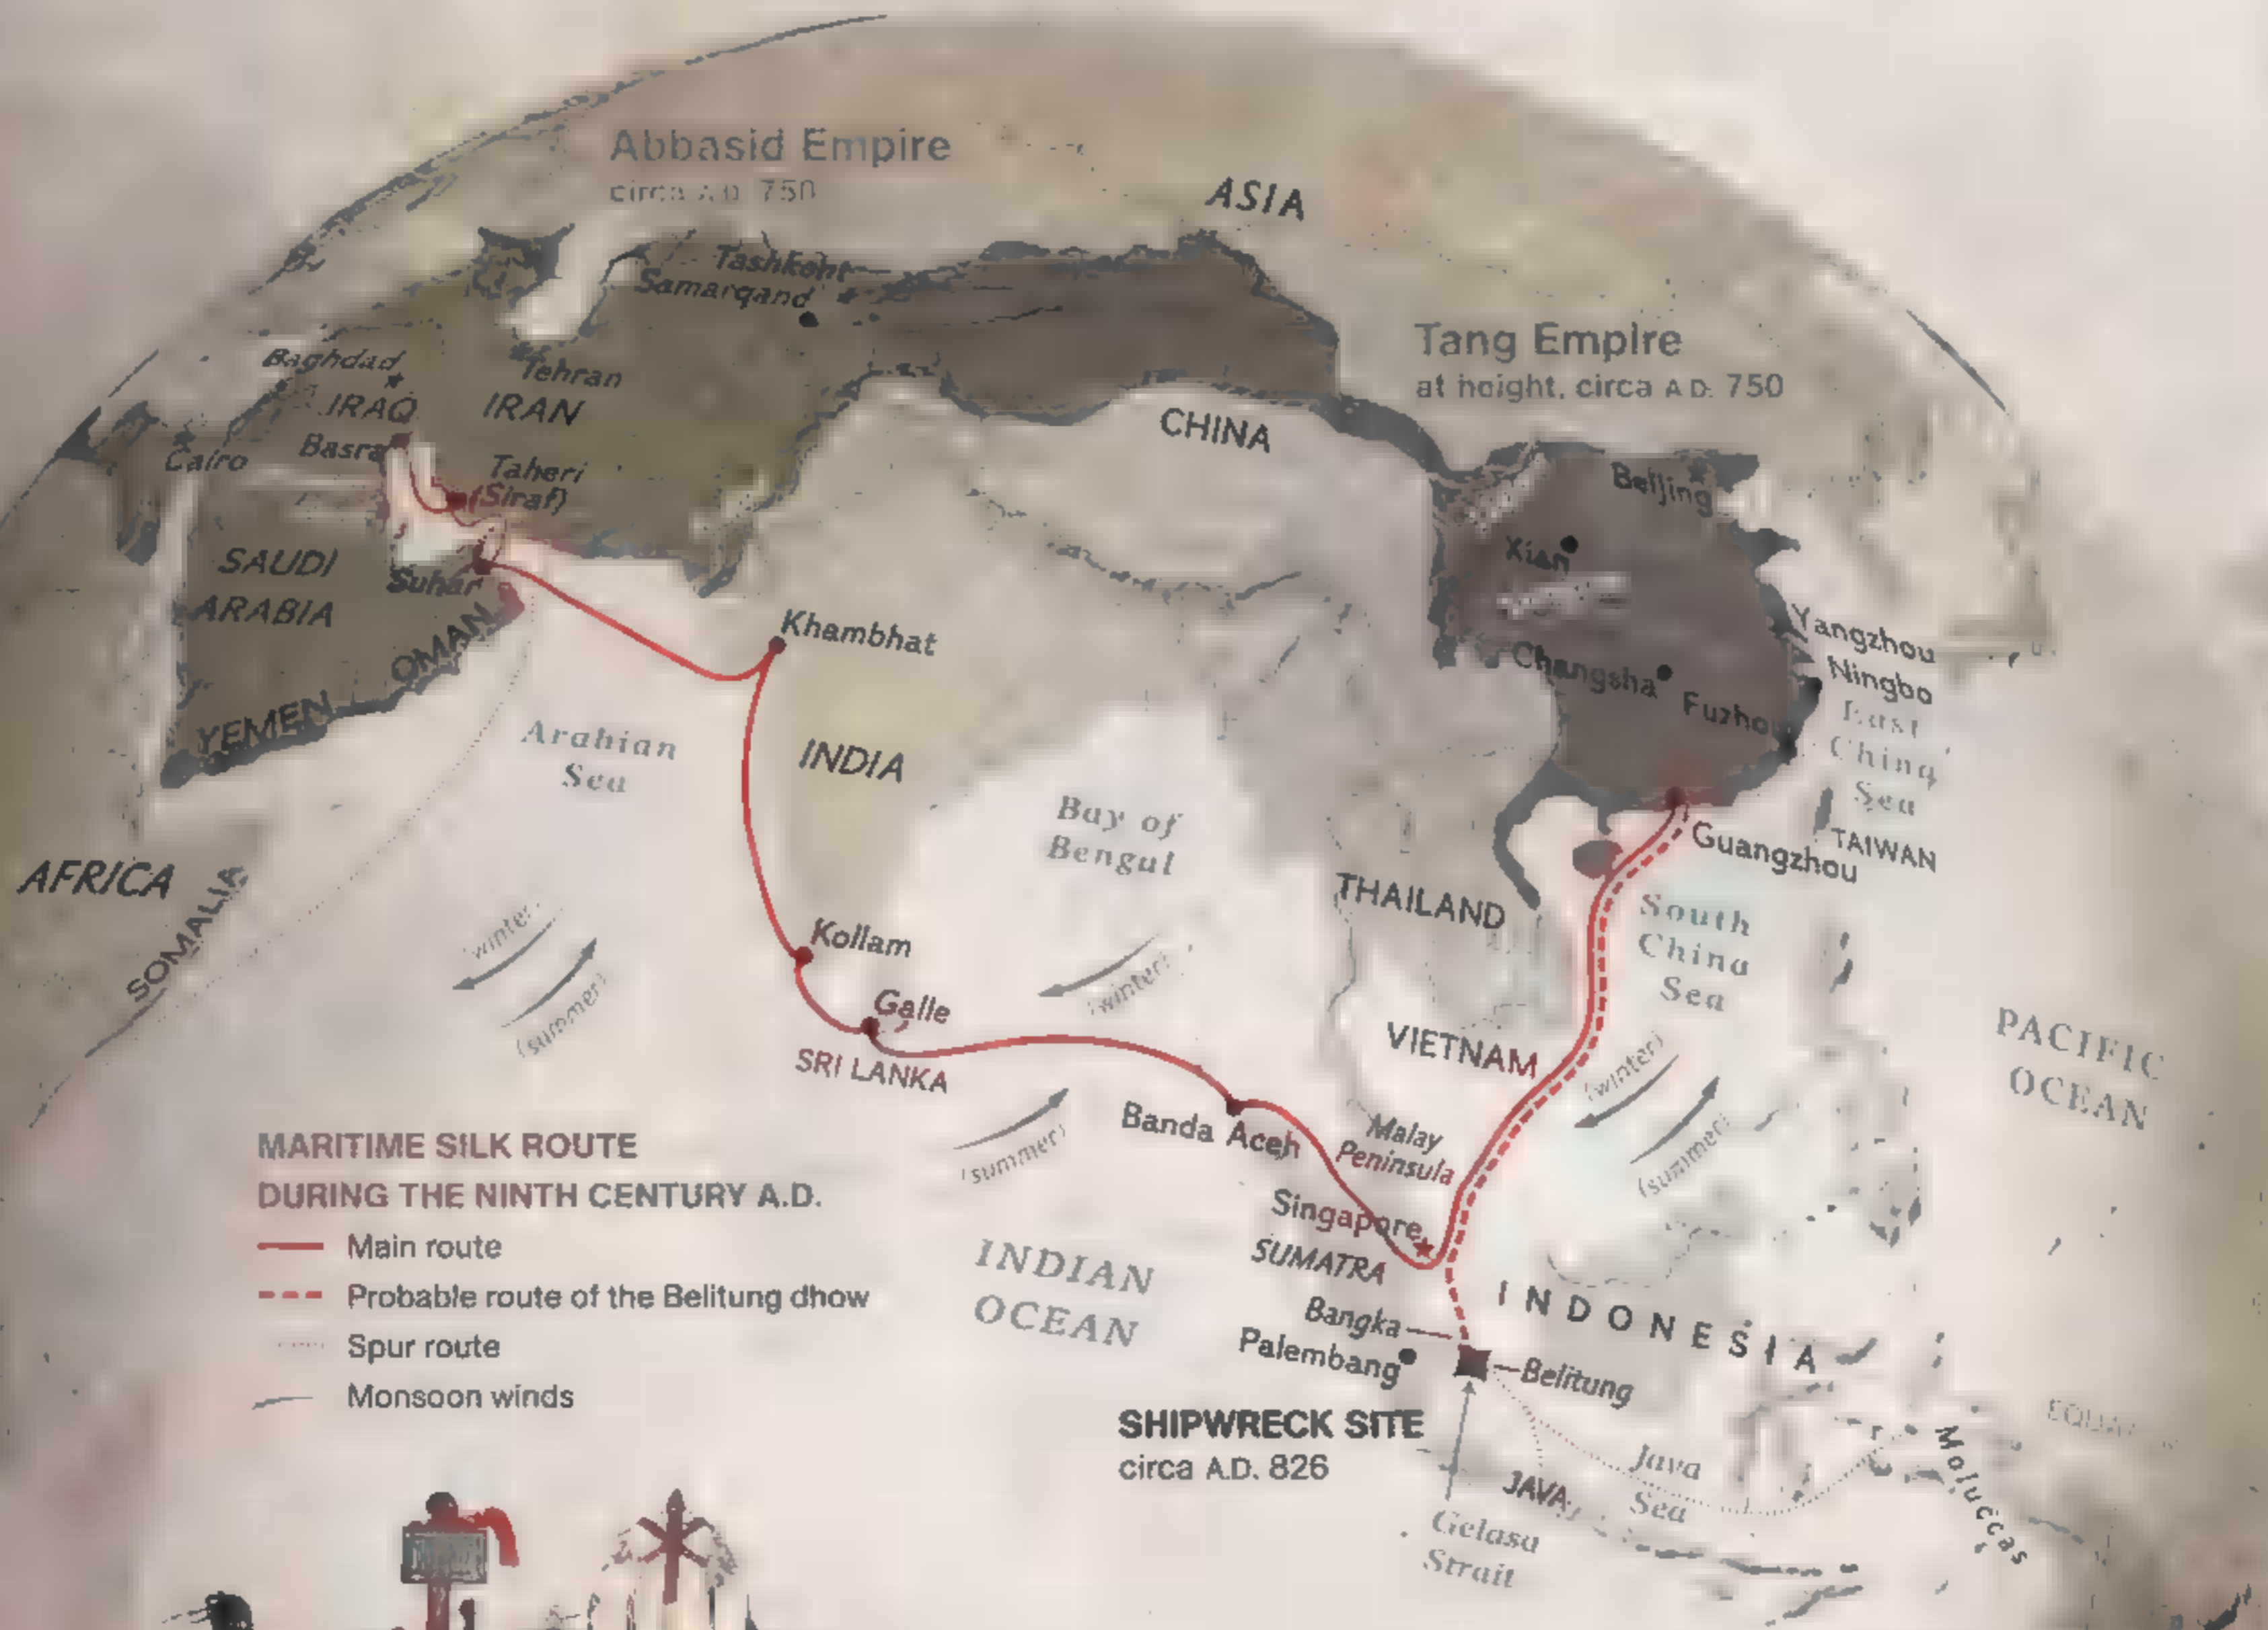 Abbasid Empire
circa A.D. 750
ASIA
Tashkent
Samarqand
Tang Empire
at height, circa A.D. 750
Baghdad
Tehran
IRAQ
IRAN
CHINA
Cairo
Basra
Taheri
(Siraf)
Beijing
Xian
SAUDI
ARABIA
Suhar
OMAN
YEMEN
Khambhat
Yangzhou
Ningbo
Changsha
Fuzhou
East
China
Sea
Arabian
Sea
INDIA
Bay of
Bengal
Guangzhou
TAIWAN
AFRICA
SOMALIA
THAILAND
South
China
Sea
(winter)
(summer)
Kollam
(winter)
Galle
SRI LANKA
VIETNAM
(winter)
(summer)
PACIFIC
OCEAN
Banda Aceh
(summer)
Malay
Peninsula
MARITIME SILK ROUTE
DURING THE NINTH CENTURY A.D.
Main route
Probable route of the Belitung dhow
Spur route
Monsoon winds
Singapore
SUMATRA
INDIAN
OCEAN
INDONESIA
Bangka
Palembang
Belitung
SHIPWRECK SITE
circa A.D. 826
Java
Sea
JAVA
Moluccas
Gelasa
Strait